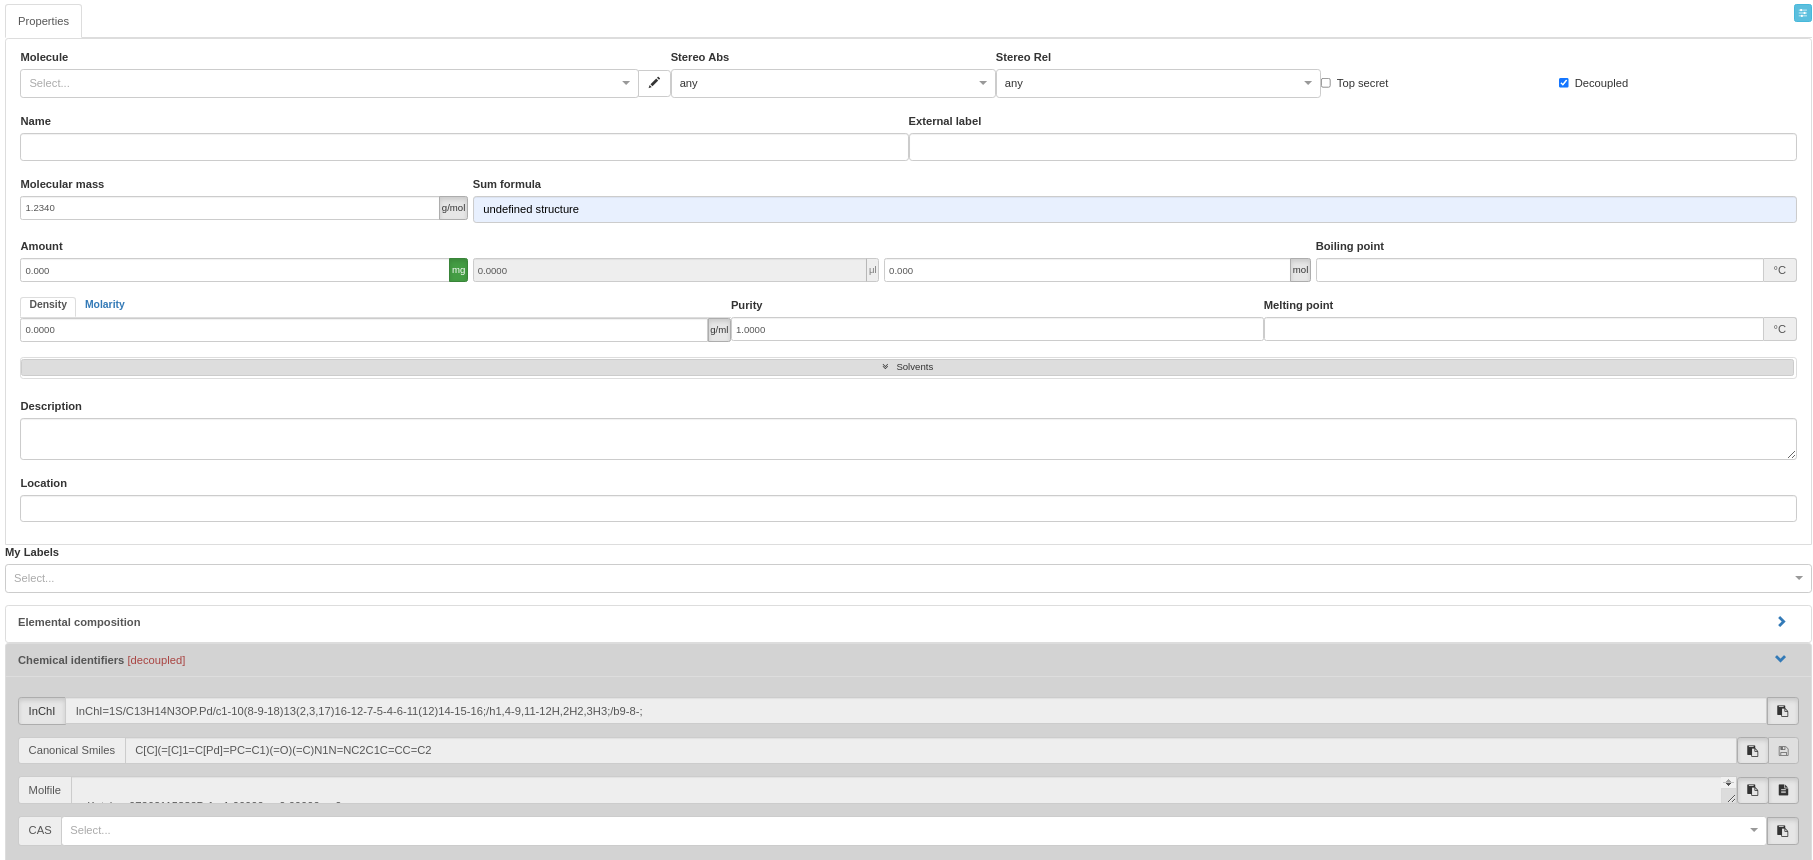 Properties
Molecule Stereo Abs Stereo Rel
Select... any any Top secret Decoupled
Name External label
Molecular mass Sum formula
1.2340 g/mol undefined structure
Amount Boiling point
0.000 mg 0.0000 µl 0.000 mol °C
Density Molarity Purity Melting point
0.0000 g/ml 1.0000 °C
Solvents
Description
Location
My Labels
Select...
Elemental composition
Chemical identifiers [decoupled]
InChI InChI=1S/C13H14N3OP.Pd/c1-10(8-9-18)13(2,3,17)16-12-7-5-4-6-11(12)14-15-16;/h1,4-9,11-12H,2H2,3H3;/b9-8-;
Canonical Smiles C[C](=[C]1=C[Pd]=PC=C1)(=O)(=C)N1N=NC2C1C=CC=C2
Molfile
CAS Select...